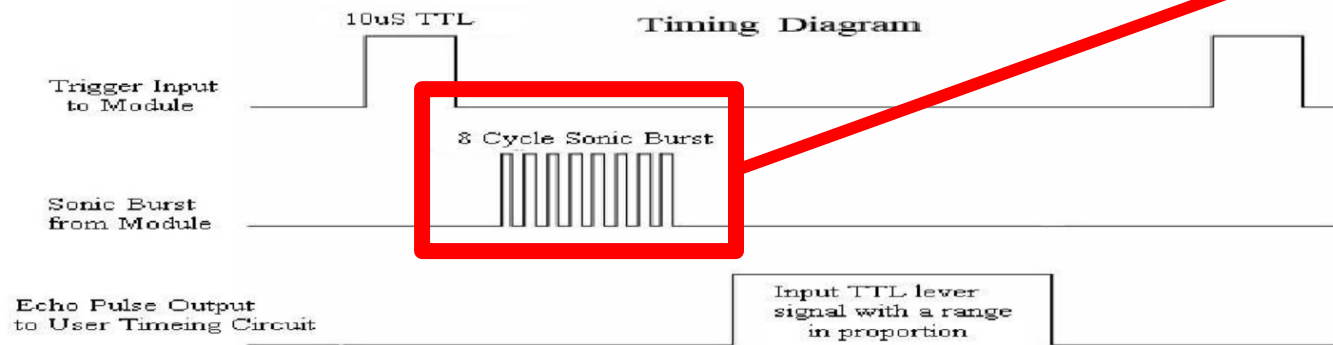 10uS TTL
Timing Diagram
Trigger Input
to Module
8 Cycle Sonic Burst
Sonic Burst
from Module
Echo Pulse Output
to User Timeing Circuit
Input TTL lever
signal with a range
in proportion